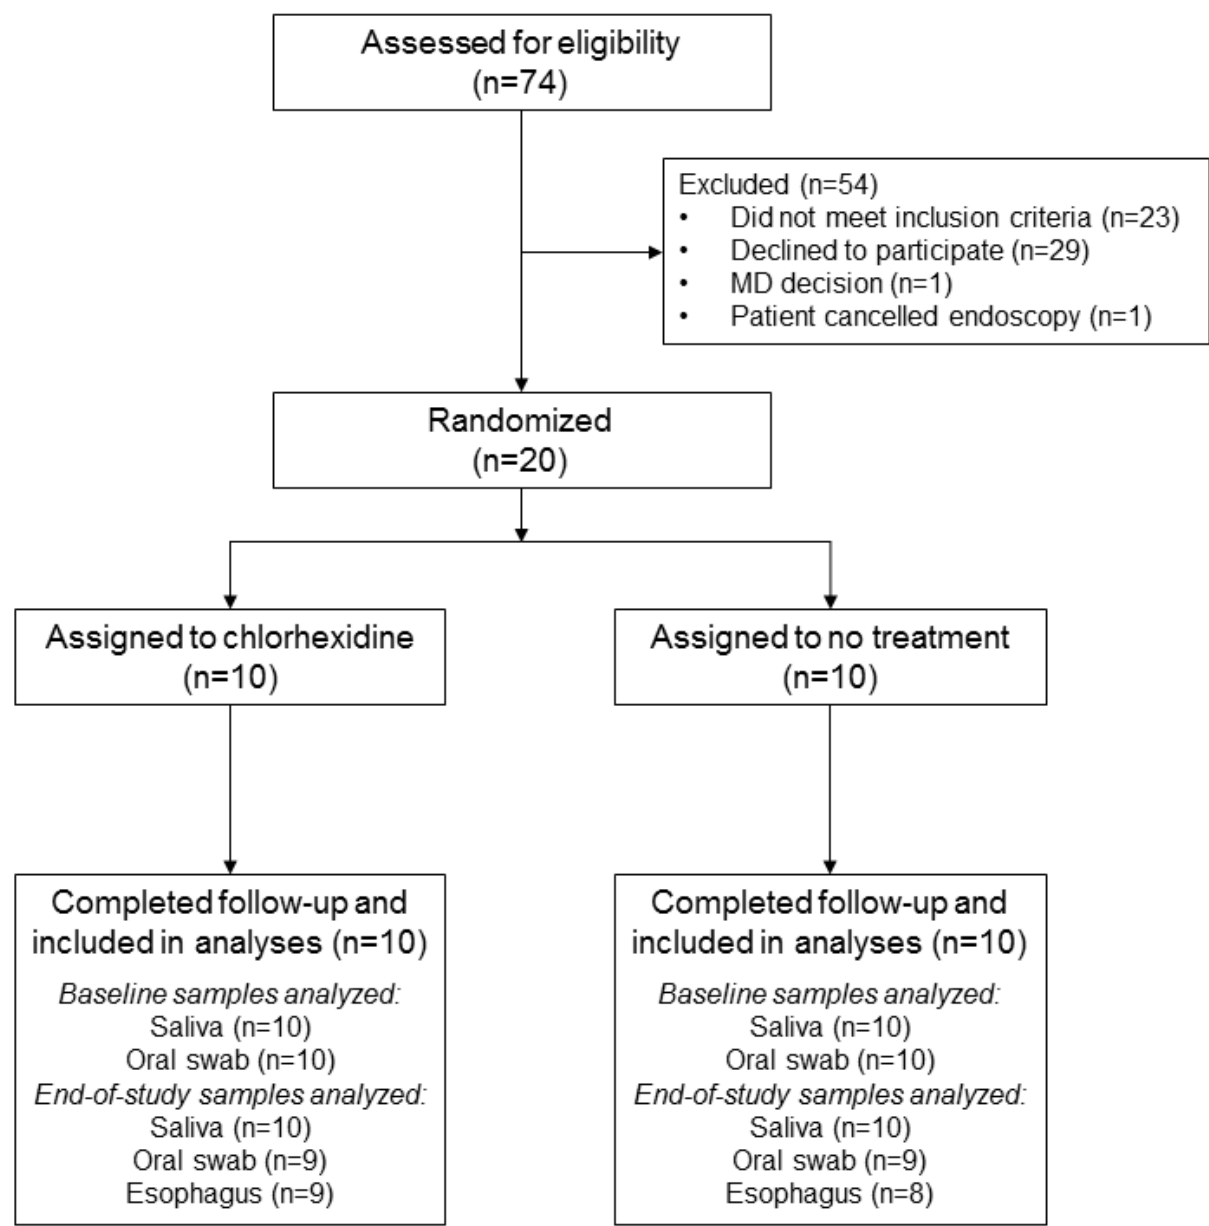 Assessed for eligibility
(n=74)
Excluded (n=54)
• Did not meet inclusion criteria (n=23)
• Declined to participate (n=29)
• MD decision (n=1)
• Patient cancelled endoscopy (n=1)
Randomized
(n=20)
Assigned to chlorhexidine
(n=10)
Assigned to no treatment
(n=10)
Completed follow-up and
included in analyses (n=10)
Baseline samples analyzed:
Saliva (n=10)
Oral swab (n=10)
End-of-study samples analyzed:
Saliva (n=10)
Oral swab (n=9)
Esophagus (n=9)
Completed follow-up and
included in analyses (n=10)
Baseline samples analyzed:
Saliva (n=10)
Oral swab (n=10)
End-of-study samples analyzed:
Saliva (n=10)
Oral swab (n=9)
Esophagus (n=8)